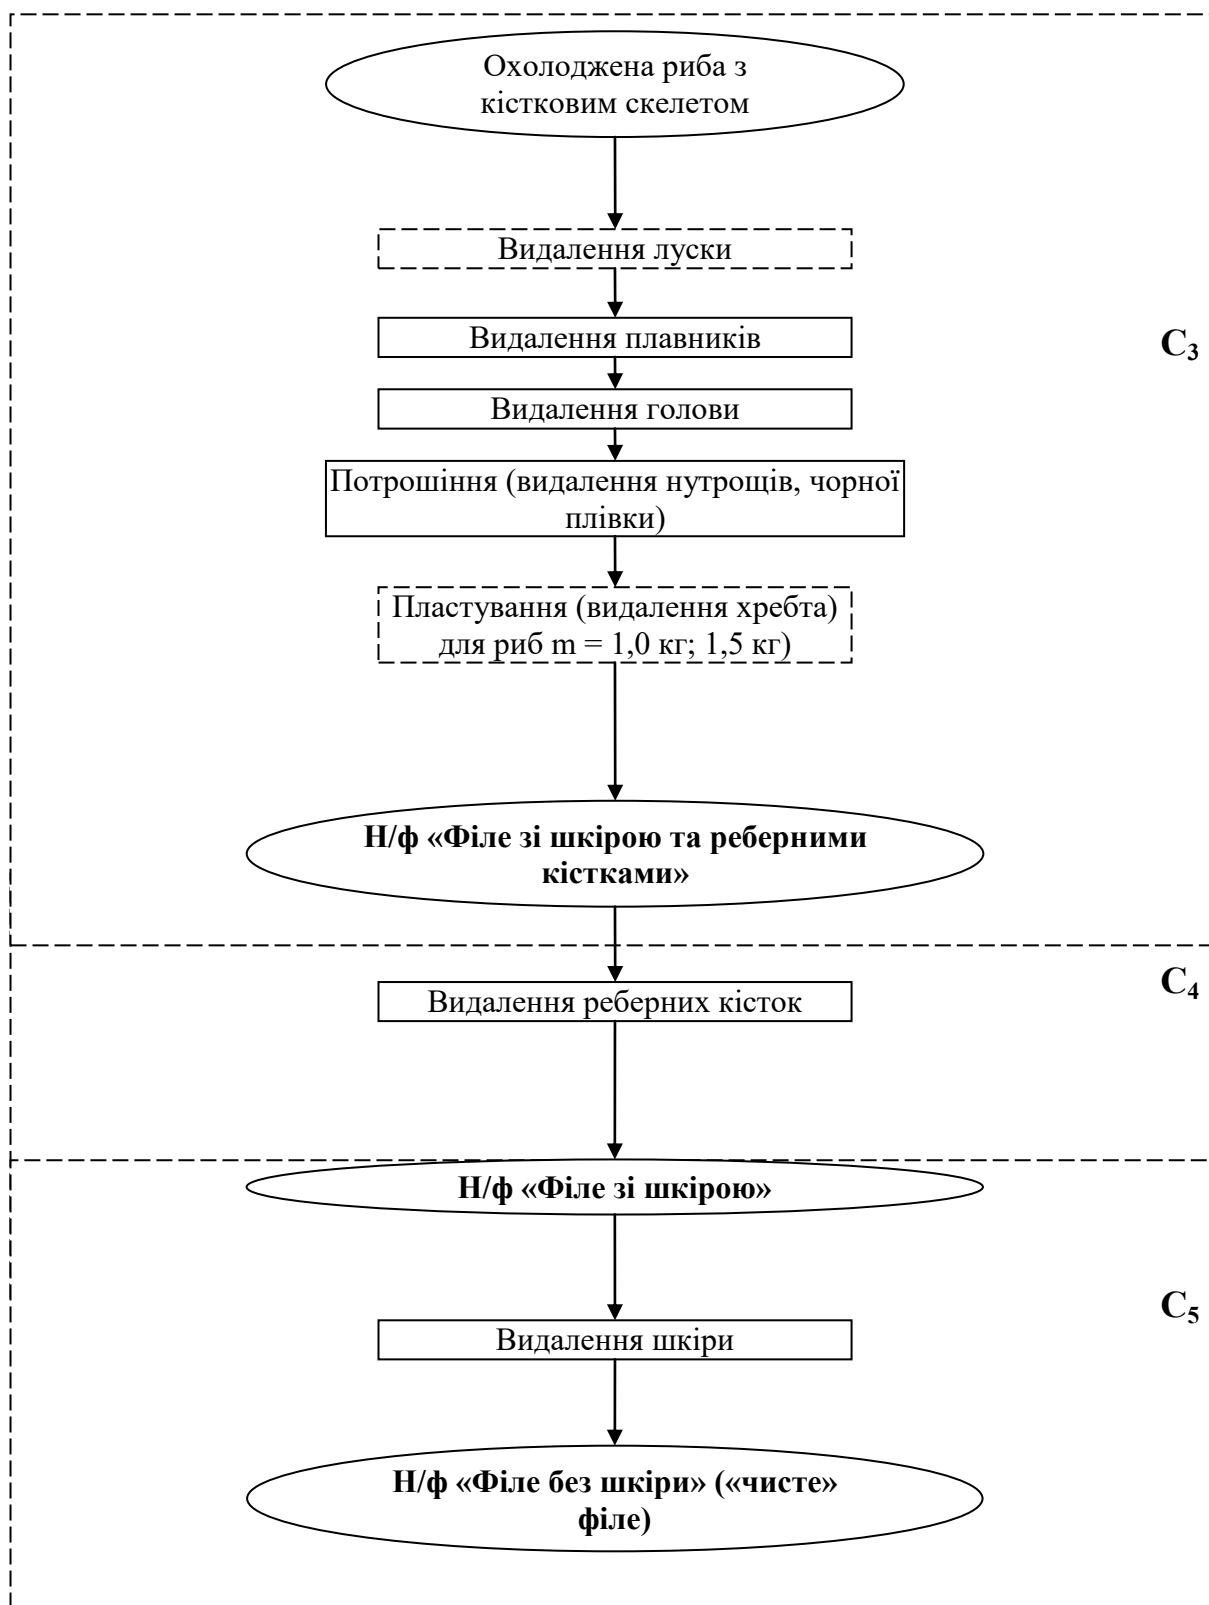 Охолоджена риба з
кістковим скелетом
Видалення луски
Видалення плавників
C₃
Видалення голови
Потрошіння (видалення нутрощів, чорної
плівки)
Пластування (видалення хребта)
для риб m = 1,0 кг; 1,5 кг)
Н/ф «Філе зі шкірою та реберними
кістками»
C₄
Видалення реберних кісток
Н/ф «Філе зі шкірою»
C₅
Видалення шкіри
Н/ф «Філе без шкіри» («чисте»
філе)